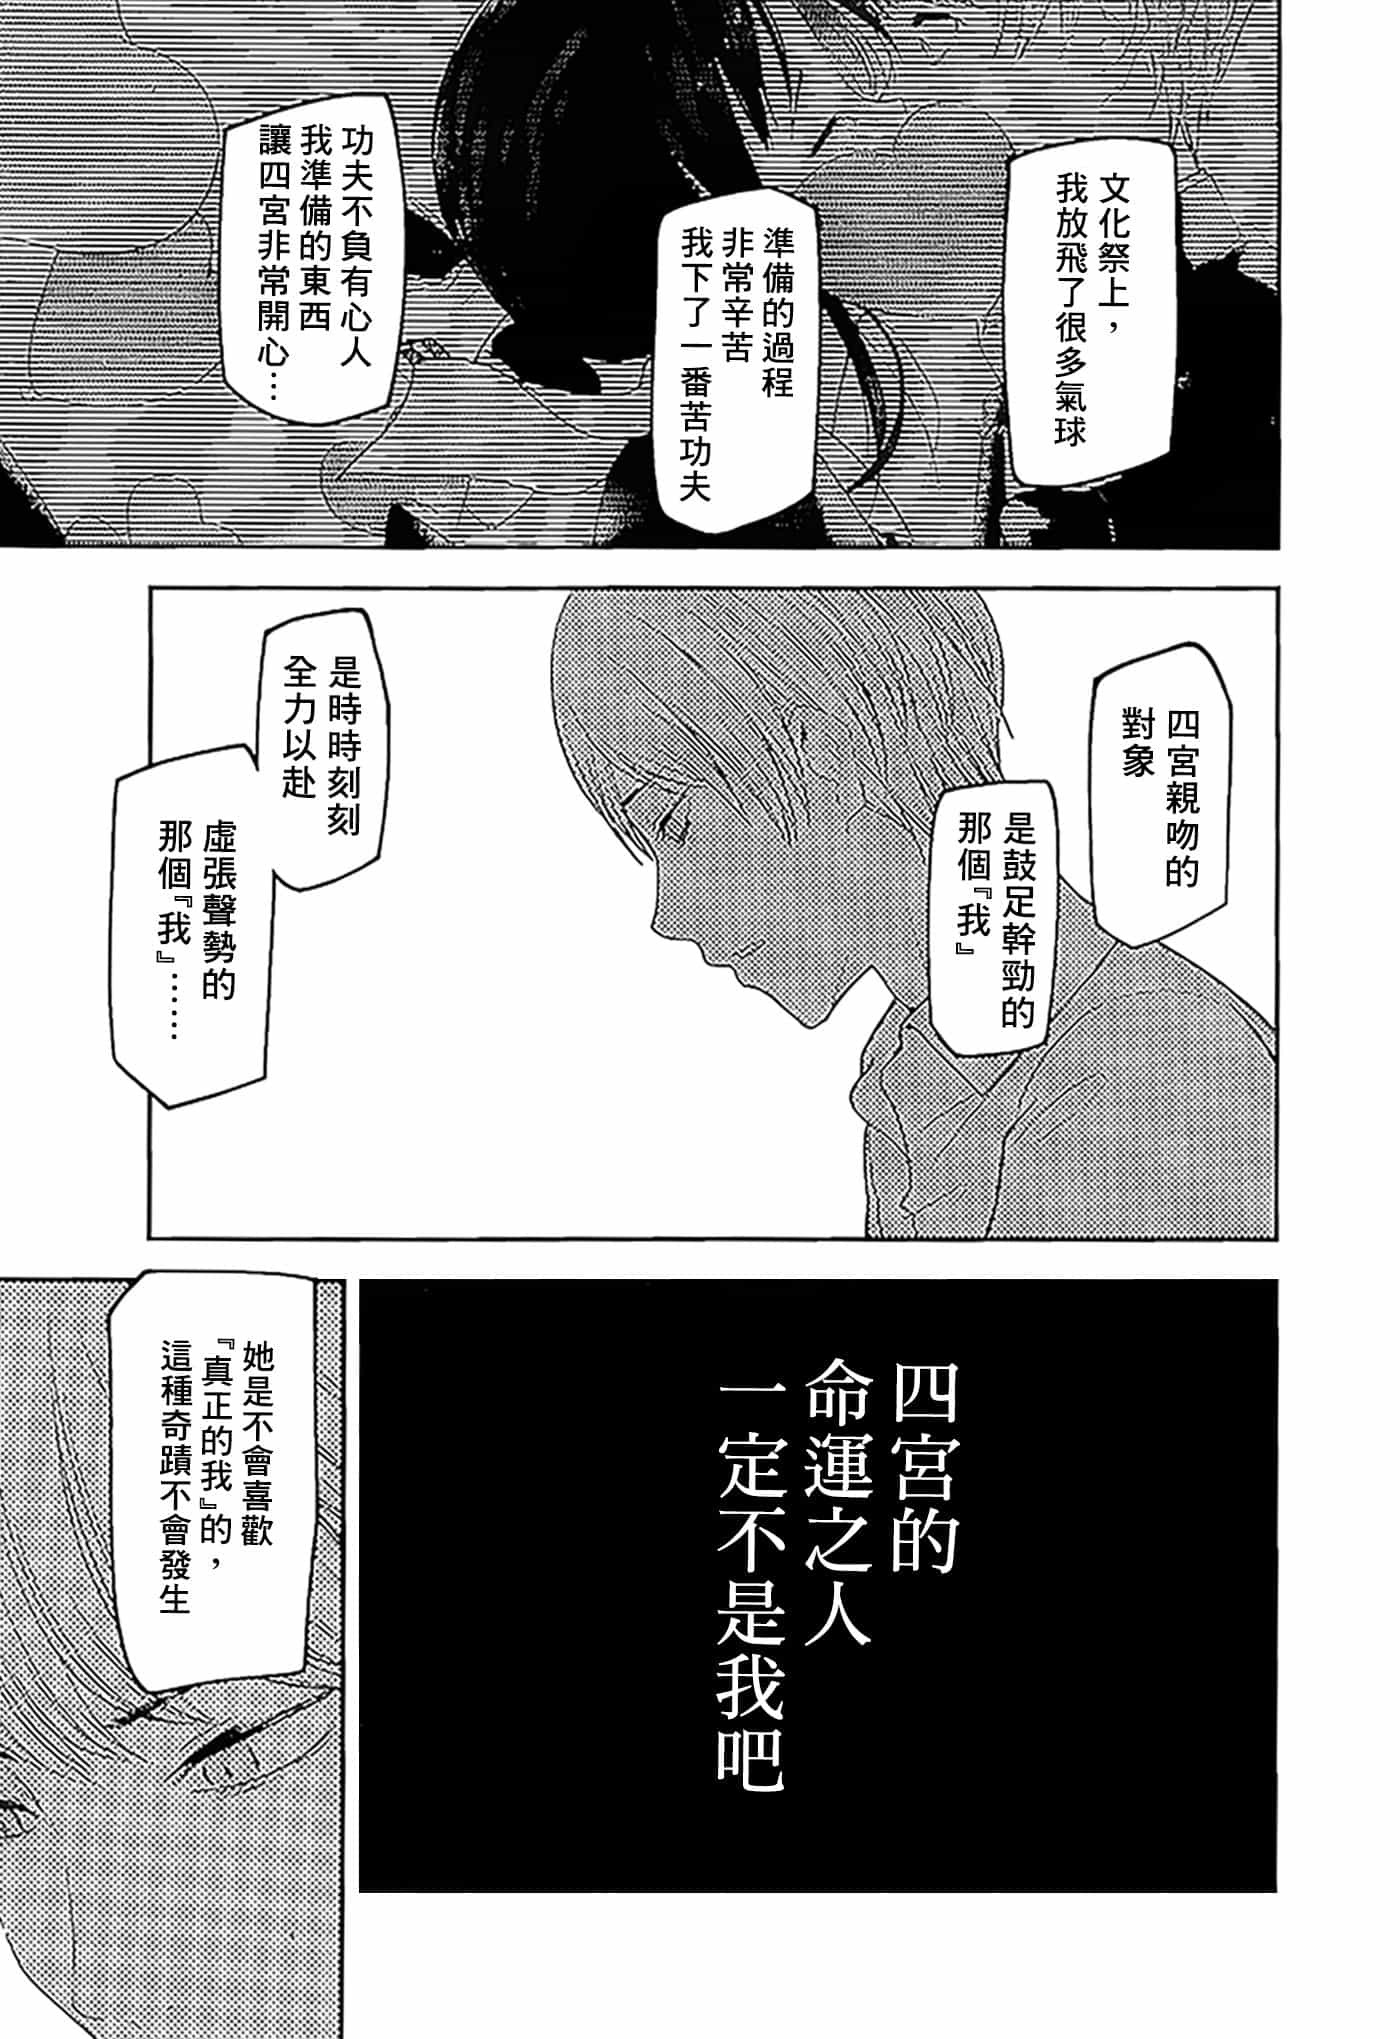 文化祭上，
我放飛了很多氣球
準備的過程
非常辛苦
我下了一番苦功夫
功夫不負有心人
我準備的東西
讓四宮非常開心…
四宮親吻的
對象
是鼓足幹勁的
那個『我』
是時時刻刻
全力以赴
虛張聲勢的
那個『我』……
四宮的
命運之人
一定不是我吧
她是不會喜歡
『真正的我』的，
這種奇蹟不會發生